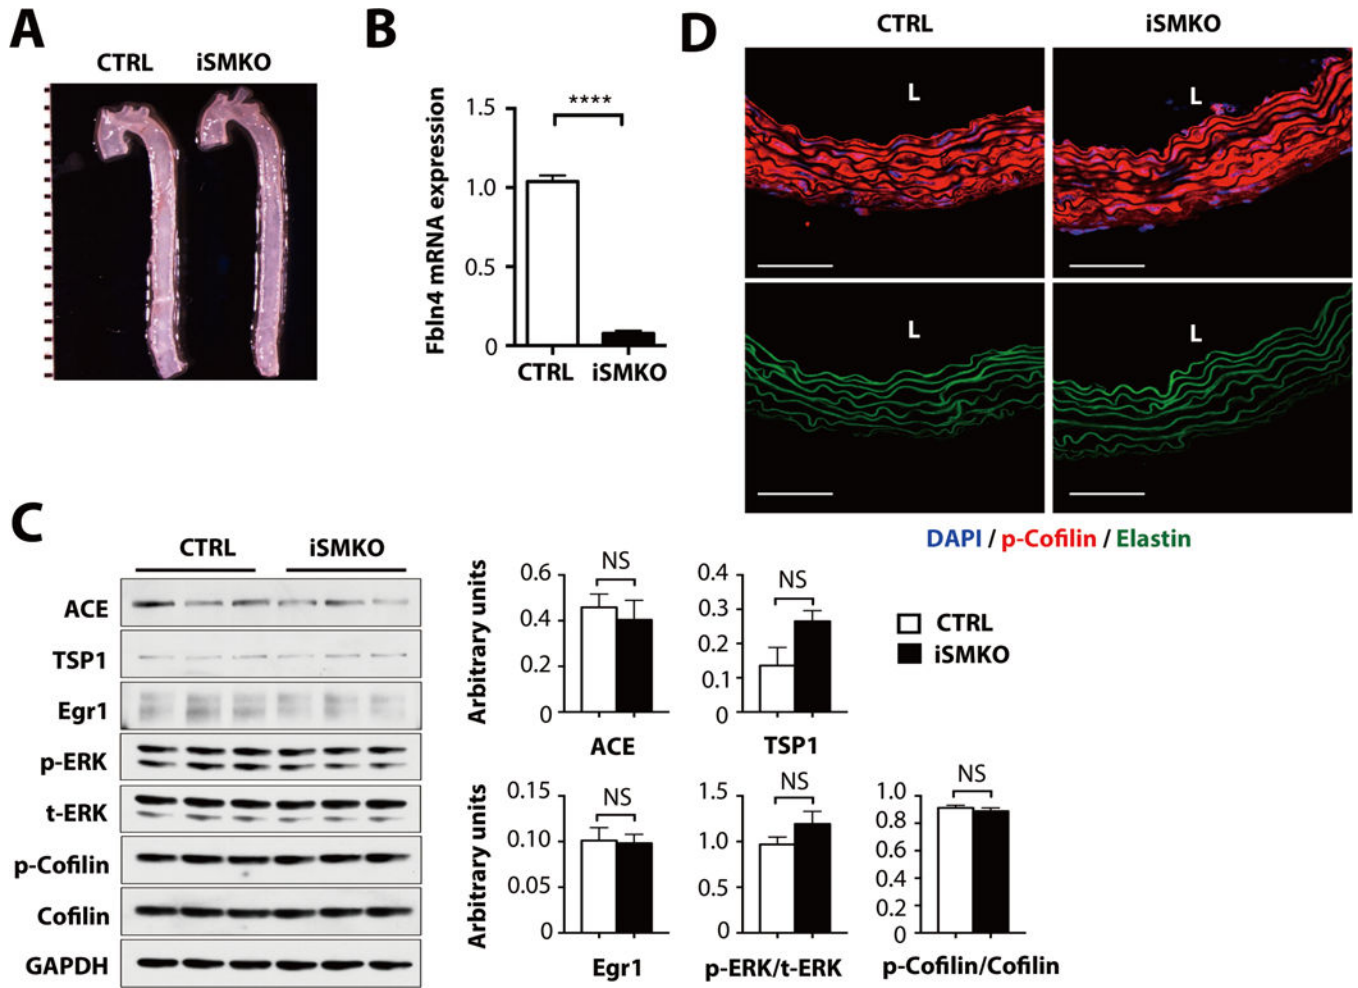 A
CTRL iSMKO
B
Fbln4 mRNA expression
1.5
1.0
0.5
0
****
CTRL iSMKO
D
CTRL iSMKO
L L
L L
DAPI / p-Cofilin / Elastin
C
CTRL iSMKO
ACE
TSP1
Egr1
p-ERK
t-ERK
p-Cofilin
Cofilin
GAPDH
Arbitrary units
0.6
0.4
0.2
0
NS
ACE
0.4
0.3
0.2
0.1
0
NS
TSP1
CTRL
iSMKO
Arbitrary units
0.15
0.10
0.05
0
NS
Egr1
1.5
1.0
0.5
0
NS
p-ERK/t-ERK
1.0
0.8
0.6
0.4
0.2
0
NS
p-Cofilin/Cofilin